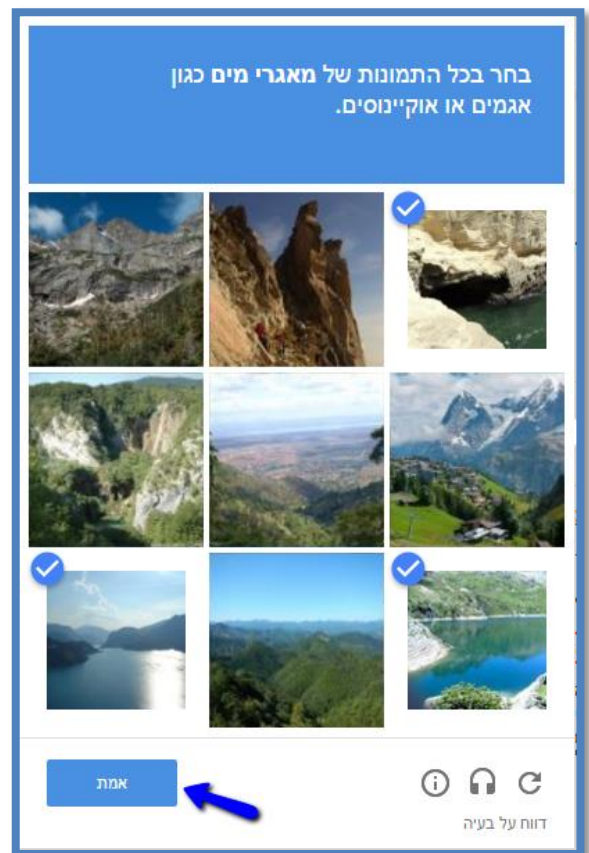 בחר בכל התמונות של מאגרי מים כגון
אגמים או אוקיינוסים.
אמת
דווח על בעיה